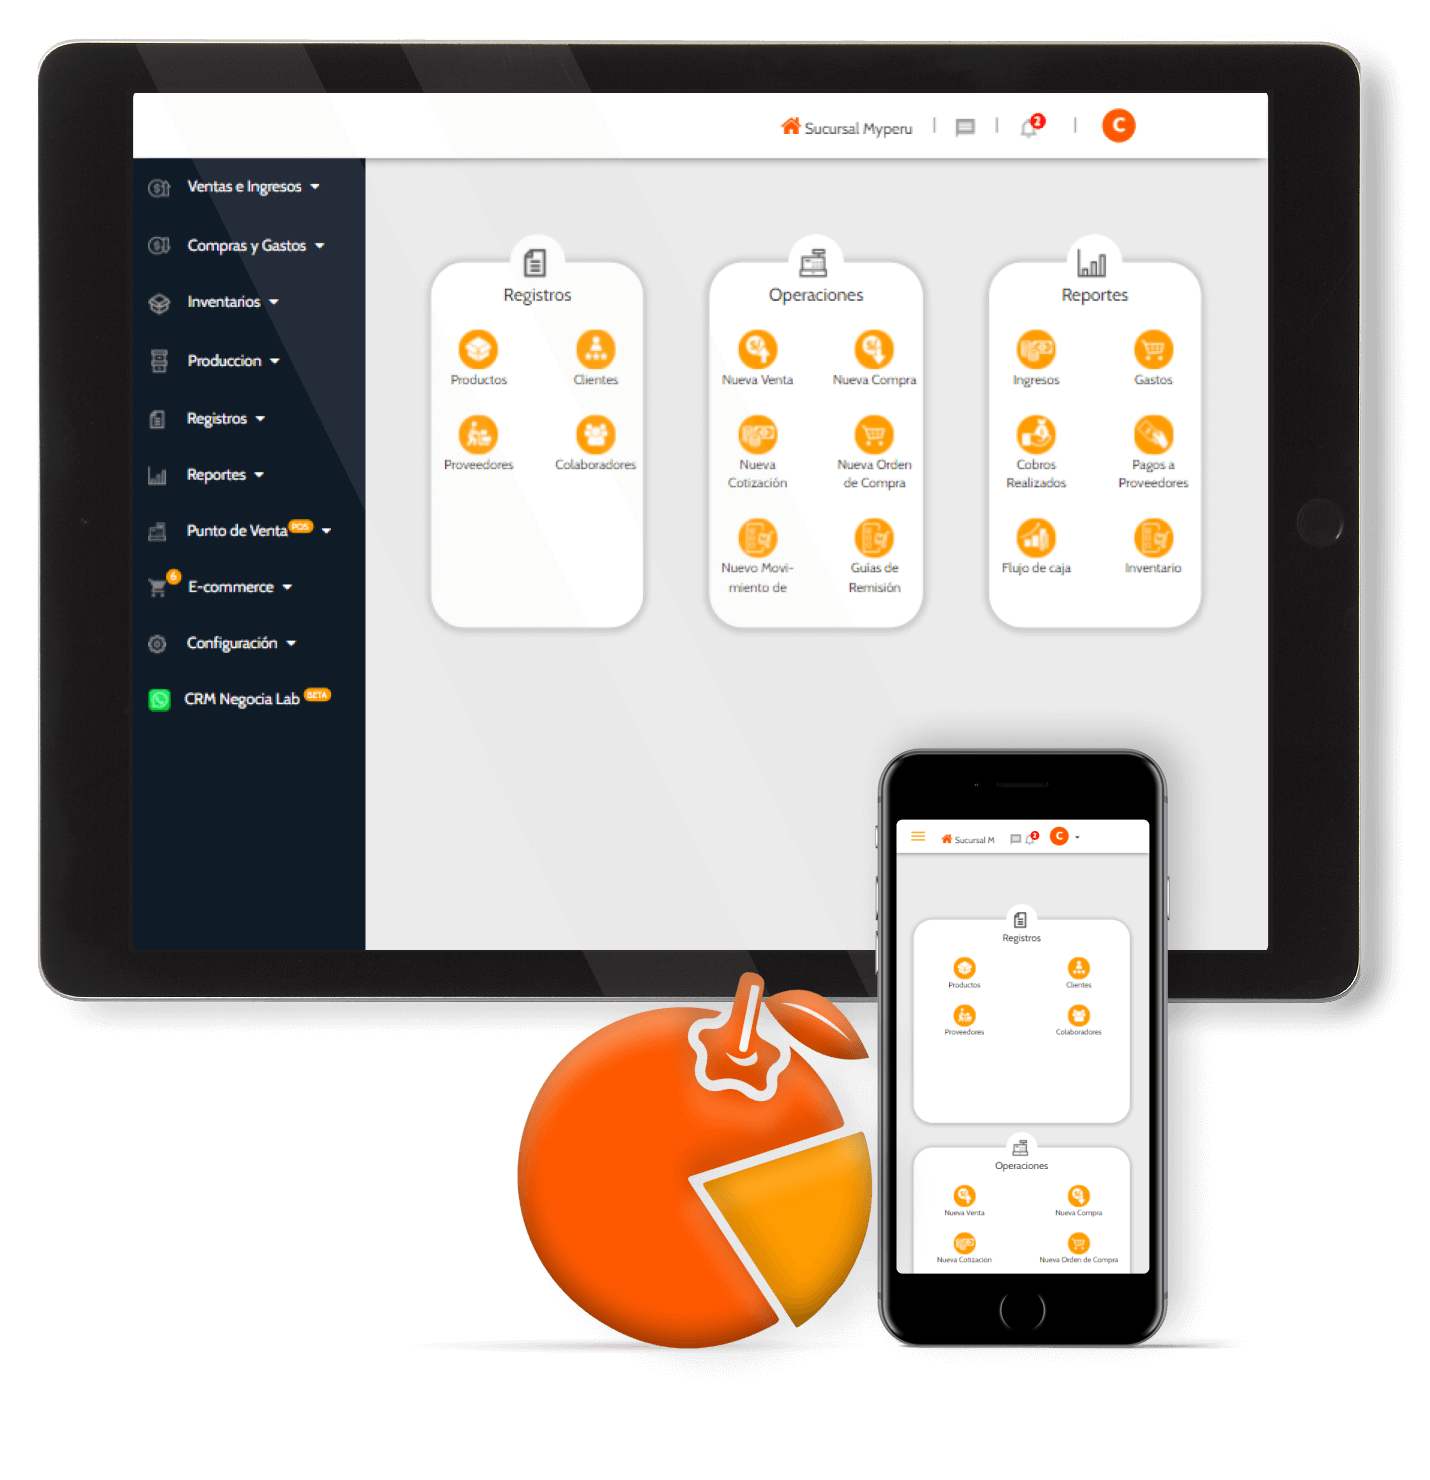 Sucursal Myperu
2
C
Ventas e Ingresos
Compras y Gastos
Inventarios
Produccion
Registros
Reportes
Punto de Venta POS
6
E-commerce
Configuración
CRM Negocia Lab BETA
Registros
Productos
Clientes
Proveedores
Colaboradores
Operaciones
Nueva Venta
Nueva Compra
Nueva
Cotización
Nueva Orden
de Compra
Nuevo Movi-
miento de
Guías de
Remisión
Reportes
Ingresos
Gastos
Cobros
Realizados
Pagos a
Proveedores
Flujo de caja
Inventario
Sucursal M
2
C
Registros
Productos
Clientes
Proveedores
Colaboradores
Operaciones
Nueva Venta
Nueva Compra
Nueva Cotización
Nueva Orden de Compra